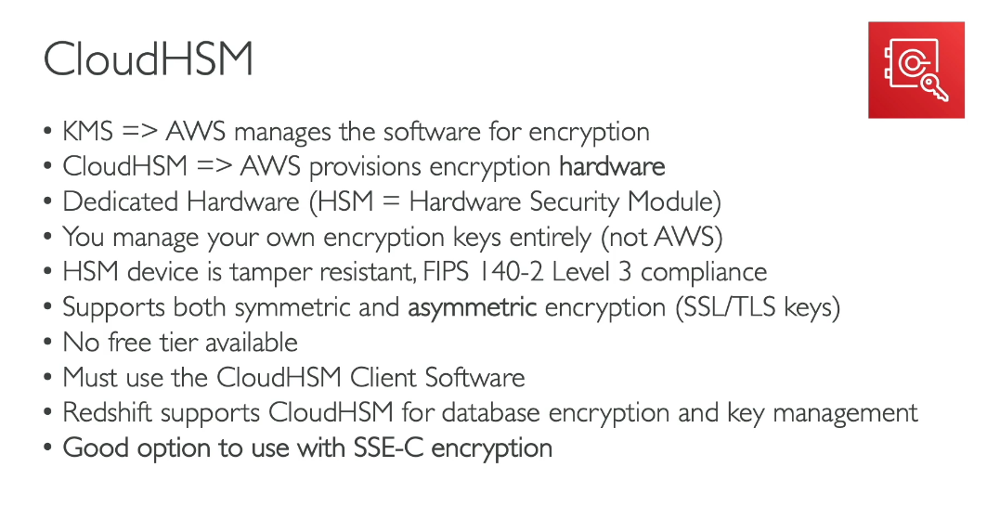 CloudHSM
• KMS => AWS manages the software for encryption
• CloudHSM => AWS provisions encryption hardware
• Dedicated Hardware (HSM = Hardware Security Module)
• You manage your own encryption keys entirely (not AWS)
• HSM device is tamper resistant, FIPS 140-2 Level 3 compliance
• Supports both symmetric and asymmetric encryption (SSL/TLS keys)
• No free tier available
• Must use the CloudHSM Client Software
• Redshift supports CloudHSM for database encryption and key management
• Good option to use with SSE-C encryption